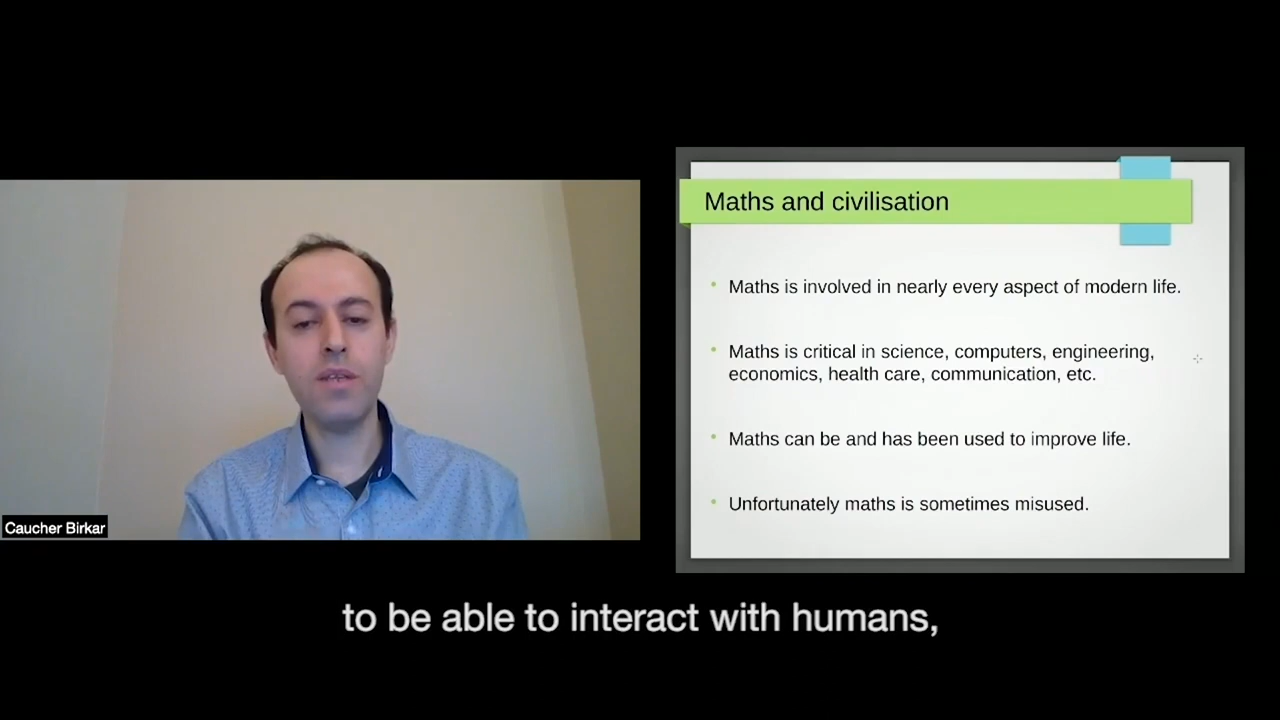 Caucher Birkar
Maths and civilisation
• Maths is involved in nearly every aspect of modern life.
• Maths is critical in science, computers, engineering,
economics, health care, communication, etc.
• Maths can be and has been used to improve life.
• Unfortunately maths is sometimes misused.
to be able to interact with humans,